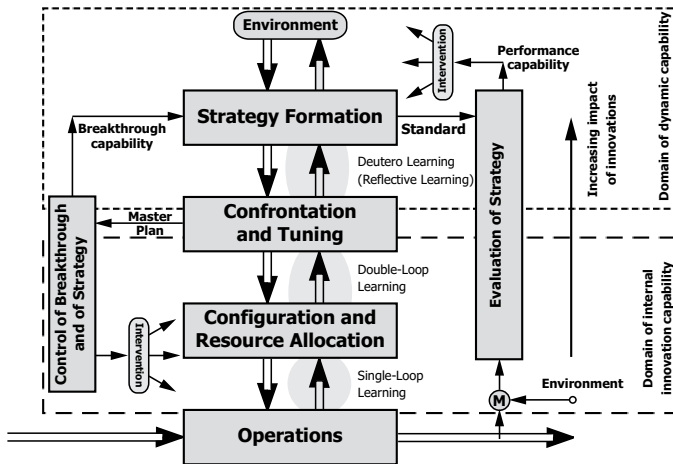 Environment
Intervention
Performance
capability
Strategy Formation
Breakthrough
capability
Standard
Increasing impact
of innovations
Domain of dynamic capability
Deutero Learning
(Reflective Learning)
Evaluation of Strategy
Control of Breakthrough
and of Strategy
Master
Plan
Confrontation
and Tuning
Double-Loop
Learning
Domain of internal
innovation capability
Configuration and
Resource Allocation
Intervention
Single-Loop
Learning
Environment
M
Operations